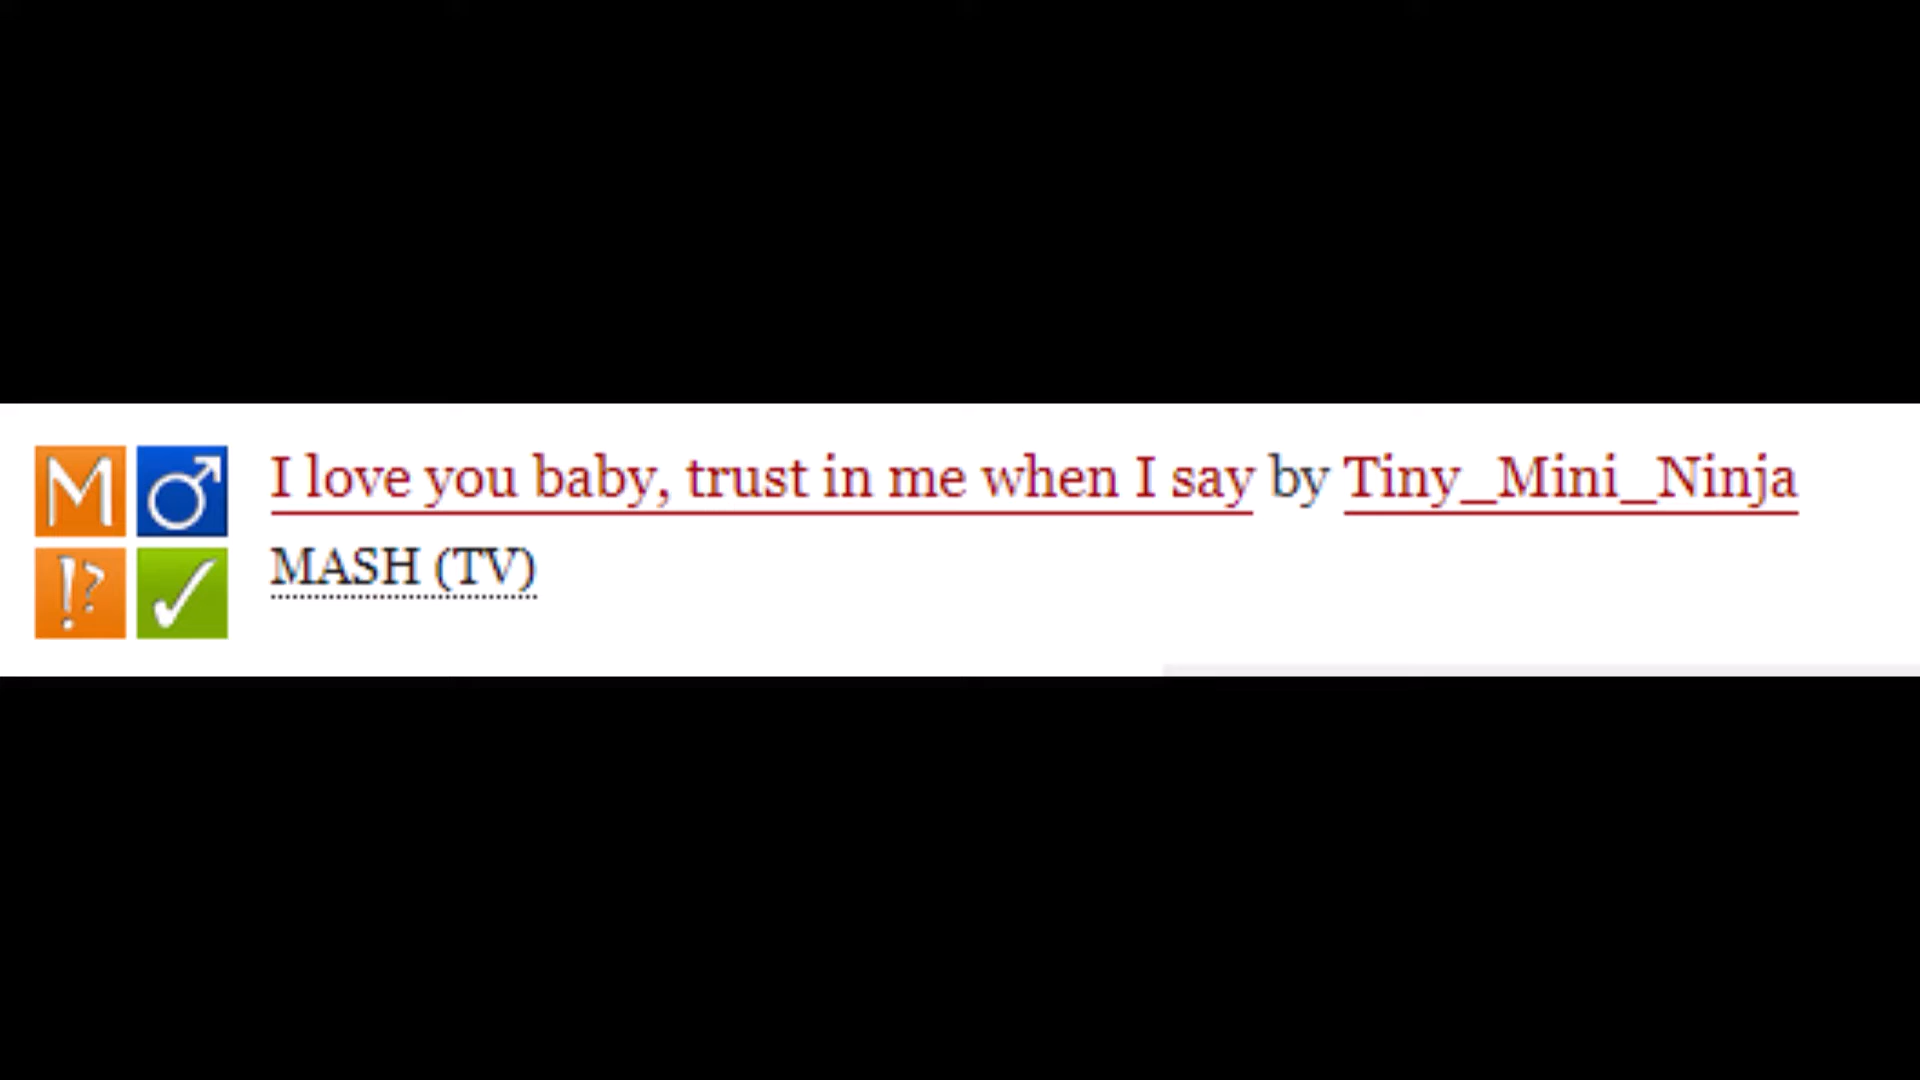 M
I love you baby, trust in me when I say by Tiny_Mini_Ninja
!?
MASH (TV)